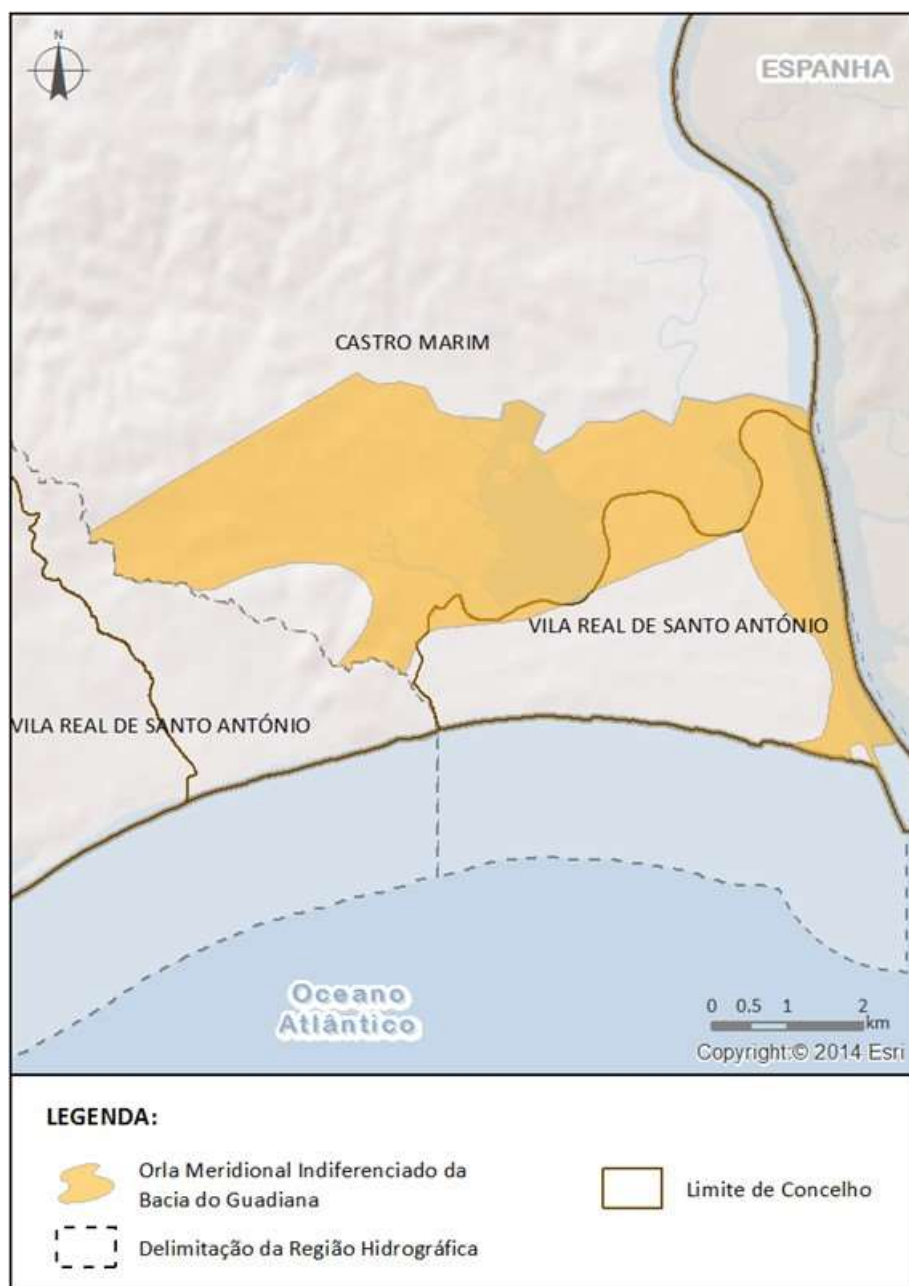 N
ESPANHA
CASTRO MARIM
VILA REAL DE SANTO ANTÓNIO
VILA REAL DE SANTO ANTÓNIO
Oceano
Atlântico
0 0.5 1 2
km
Copyright:© 2014 Esri
LEGENDA:
Orla Meridional Indiferenciado da
Bacia do Guadiana
Limite de Concelho
Delimitação da Região Hidrográfica